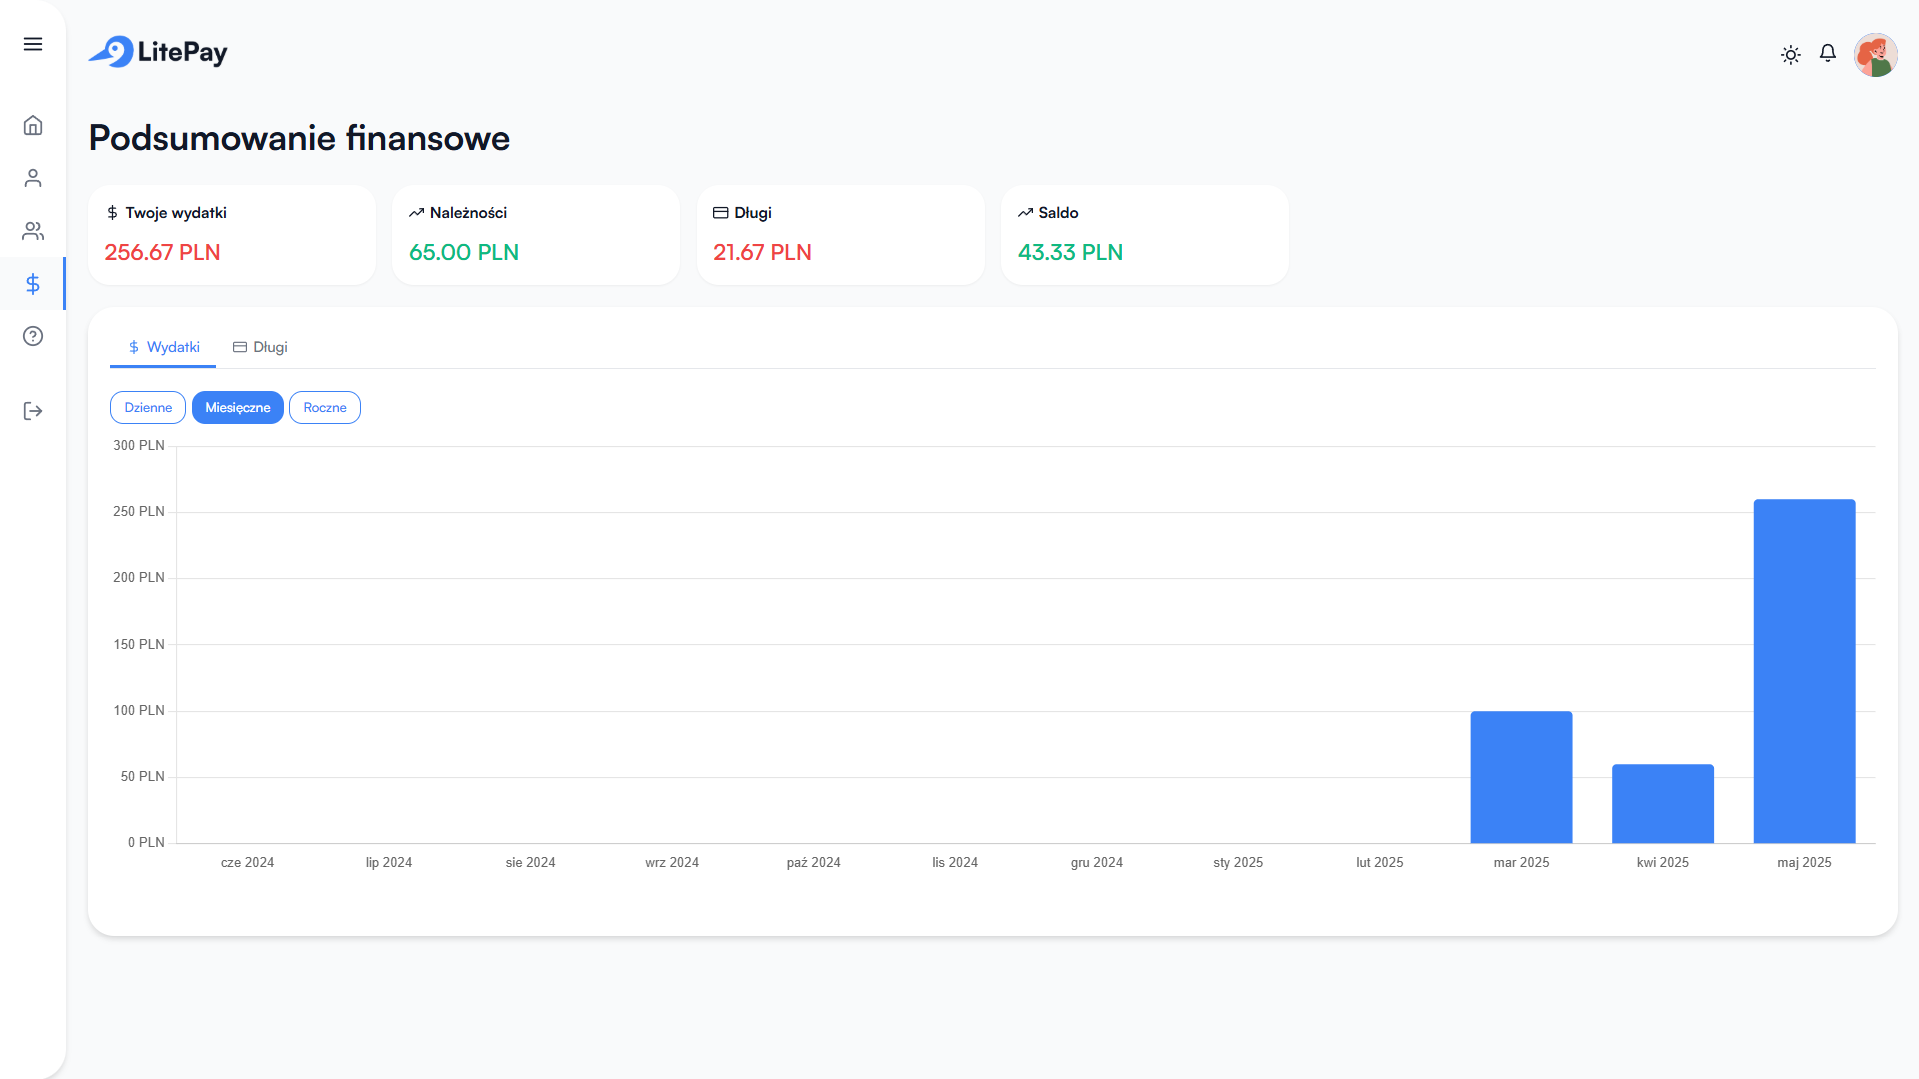 LitePay
Podsumowanie finansowe
$ Twoje wydatki
256.67 PLN
Należności
65.00 PLN
Długi
21.67 PLN
Saldo
43.33 PLN
$ Wydatki
Długi
Dzienne
Miesięczne
Roczne
300 PLN
250 PLN
200 PLN
150 PLN
100 PLN
50 PLN
0 PLN
cze 2024
lip 2024
sie 2024
wrz 2024
paź 2024
lis 2024
gru 2024
sty 2025
lut 2025
mar 2025
kwi 2025
maj 2025